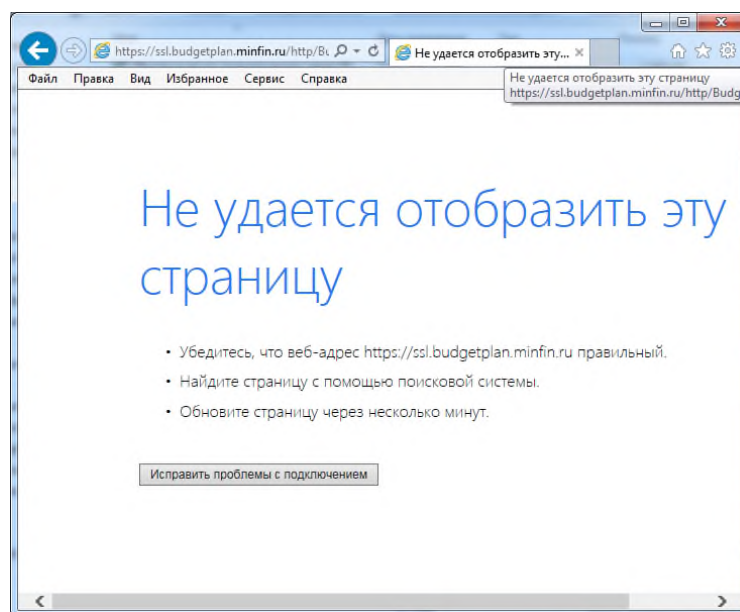 https://ssl.budgetplan.minfin.ru/http/Bu
Не удается отобразить эту...
Файл Правка Вид Избранное Сервис Справка
Не удается отобразить эту страницу
https://ssl.budgetplan.minfin.ru/http/Budg
Не удается отобразить эту
страницу
• Убедитесь, что веб-адрес https://ssl.budgetplan.minfin.ru правильный.
• Найдите страницу с помощью поисковой системы.
• Обновите страницу через несколько минут.
Исправить проблемы с подключением